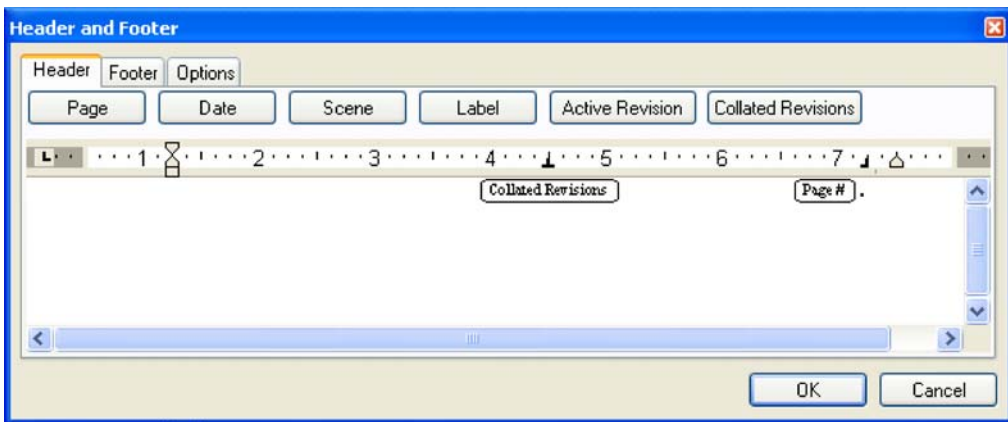 Header and Footer
Header Footer Options
Page Date Scene Label Active Revision Collated Revisions
L 1 2 3 4 5 6 7
Collated Revisions Page # .
OK Cancel